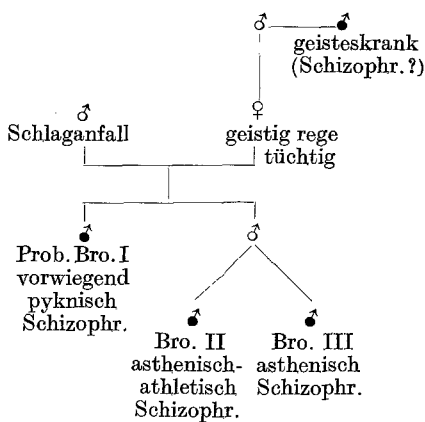 ♂ ♂
geisteskrank
(Schizophr.?)
♂
Schlaganfall
♀
geistig rege
tüchtig
♂
Prob. Bro. I
vorwiegend
pyknisch
Schizophr.
♂
♂
Bro. II
asthenisch-
athletisch
Schizophr.
♂
Bro. III
asthenisch
Schizophr.